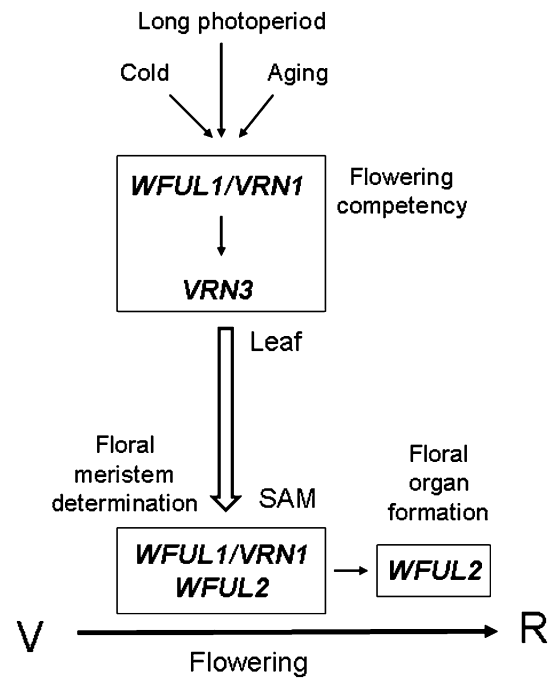 Long photoperiod
Cold
Aging
WFUL1/VRN1
VRN3
Flowering
competency
Leaf
Floral
meristem
determination
SAM
Floral
organ
formation
WFUL1/VRN1
WFUL2
WFUL2
V
R
Flowering